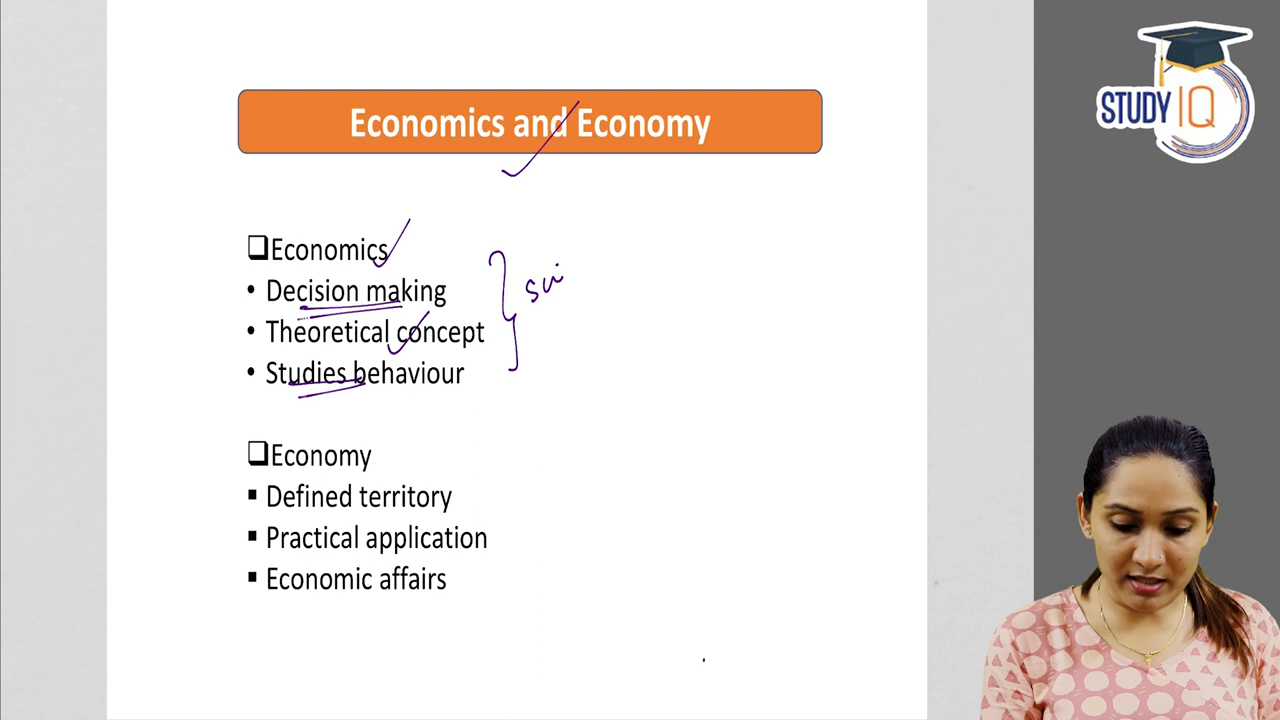 Economics and Economy
STUDY IQ
❑Economics
• Decision making
• Theoretical concept
• Studies behaviour
❑Economy
▪ Defined territory
▪ Practical application
▪ Economic affairs